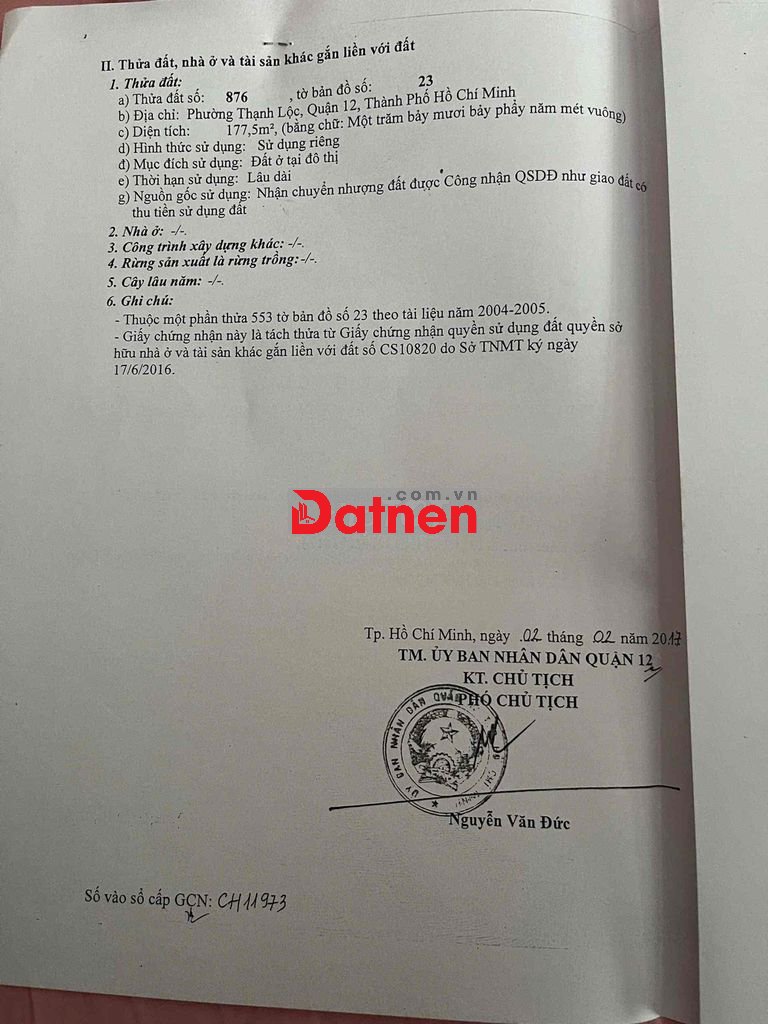 II. Thửa đất, nhà ở và tài sản khác gắn liền với đất
1. Thửa đất:
a) Thửa đất số: 876 , tờ bản đồ số: 23
b) Địa chỉ: Phường Thạnh Lộc, Quận 12, Thành Phố Hồ Chí Minh
c) Diện tích: 177,5m², (bằng chữ: Một trăm bảy mươi bảy phẩy năm mét vuông)
d) Hình thức sử dụng: Sử dụng riêng
đ) Mục đích sử dụng: Đất ở tại đô thị
e) Thời hạn sử dụng: Lâu dài
g) Nguồn gốc sử dụng: Nhận chuyển nhượng đất được Công nhận QSDĐ như giao đất có
thu tiền sử dụng đất
2. Nhà ở: -/-.
3. Công trình xây dựng khác: -/-.
4. Rừng sản xuất là rừng trồng: -/-.
5. Cây lâu năm: -/-.
6. Ghi chú:
- Thuộc một phần thửa 553 tờ bản đồ số 23 theo tài liệu năm 2004-2005.
- Giấy chứng nhận này là tách thửa từ Giấy chứng nhận quyền sử dụng đất quyền sở
hữu nhà ở và tài sản khác gắn liền với đất số CS10820 do Sở TNMT ký ngày
17/6/2016.
.com.vn
Datnen
Tp. Hồ Chí Minh, ngày .02 tháng 02 năm 2017
TM. ỦY BAN NHÂN DÂN QUẬN 12
KT. CHỦ TỊCH
PHÓ CHỦ TỊCH
ỦY BAN NHÂN DÂN QUẬN
Nguyễn Văn Đức
Số vào sổ cấp GCN: CH11973